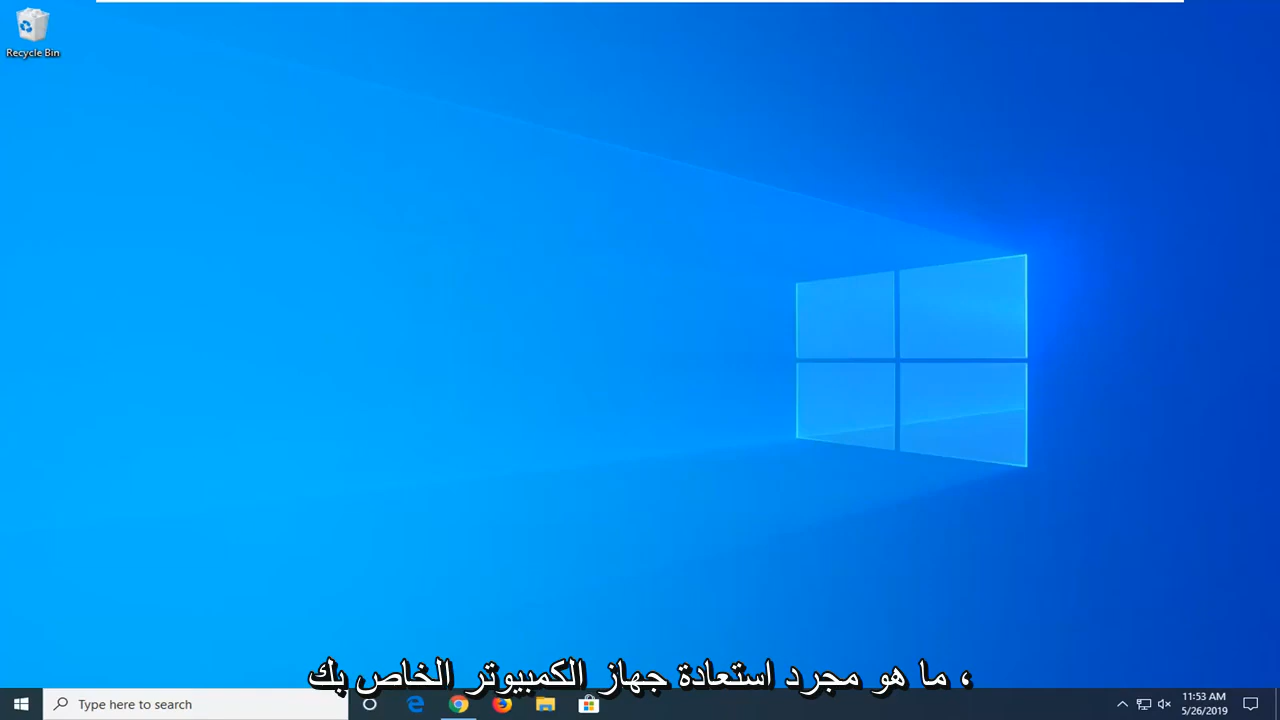 Recycle Bin
، ما هو مجرد استعادة جهاز الكمبيوتر الخاص بك
Type here to search
11:53 AM
5/26/2019